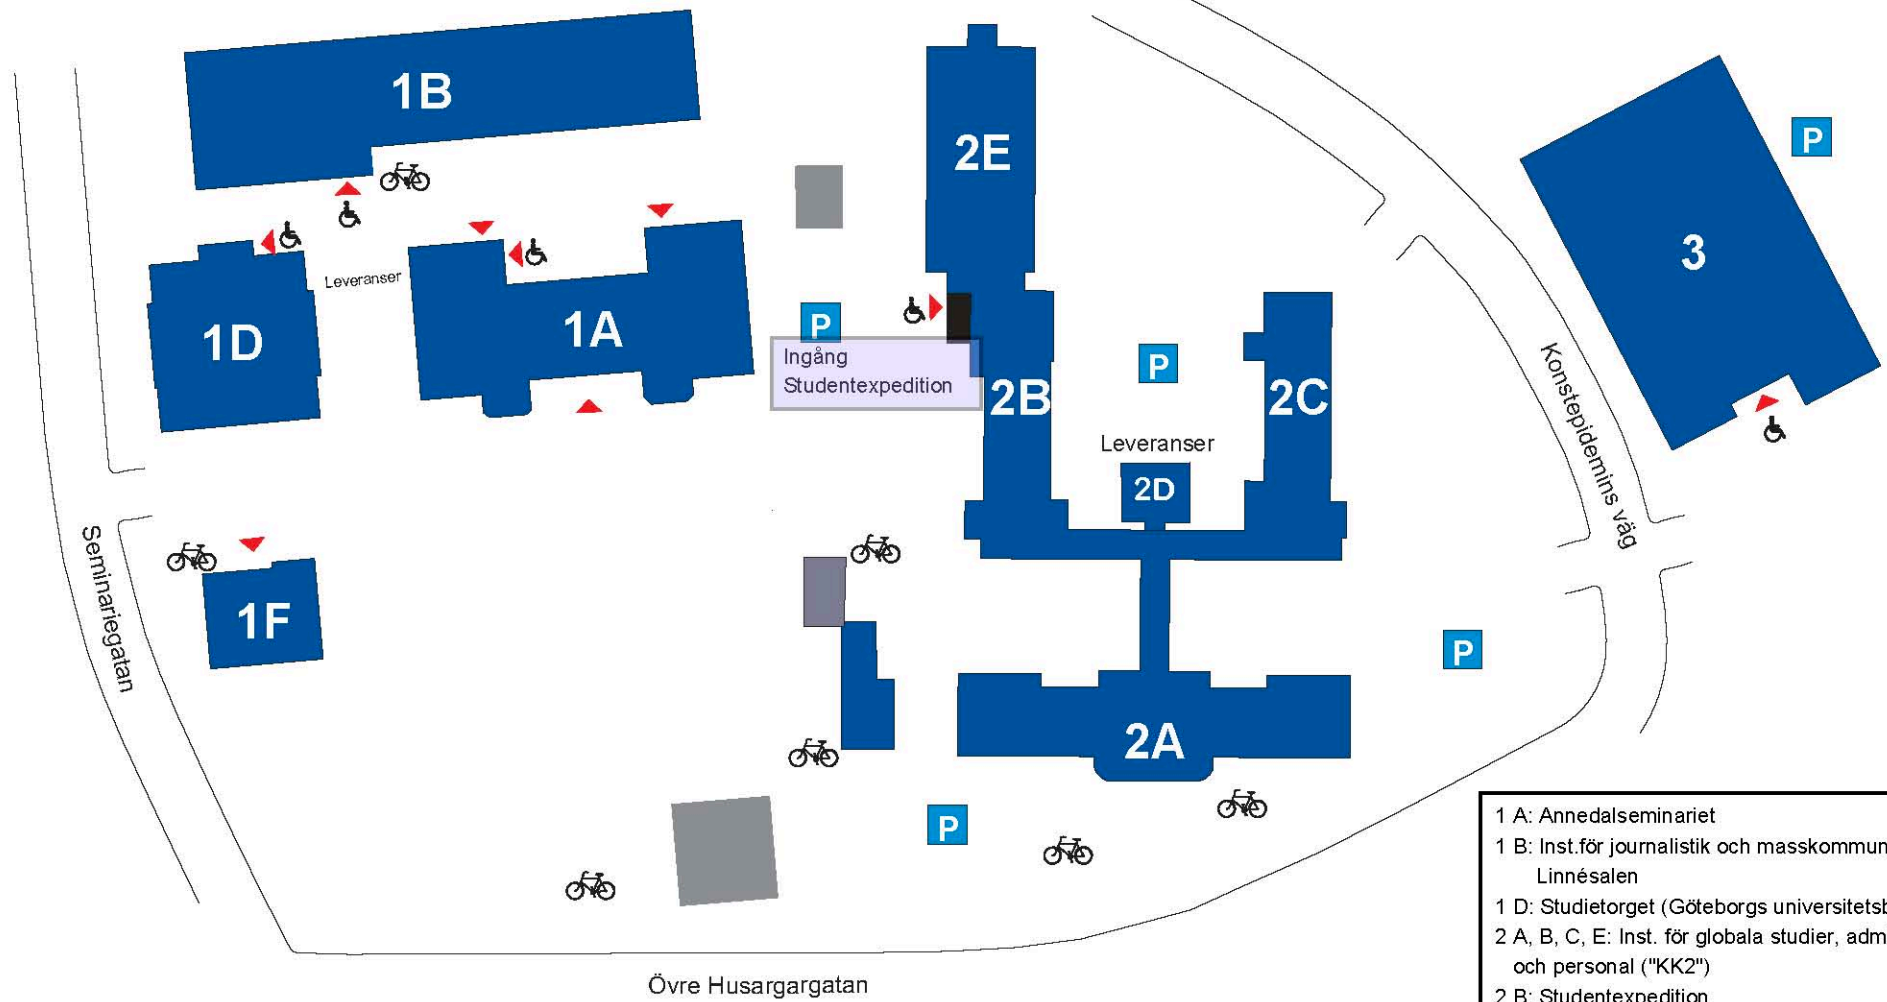 1B
2E
P
3
Leveranser
1D
1A
P
Ingång
Studentexpedition
2B
P
2C
Leveranser
2D
Konstepidemins väg
Seminariegatan
1F
P
2A
P
Övre Husargargatan
1 A: Annedalseminariet
1 B: Inst.för journalistik och masskommun
Linnésalen
1 D: Studietorget (Göteborgs universitetsb
2 A, B, C, E: Inst. för globala studier, adm
och personal ("KK2")
2 B: Studentexpedition